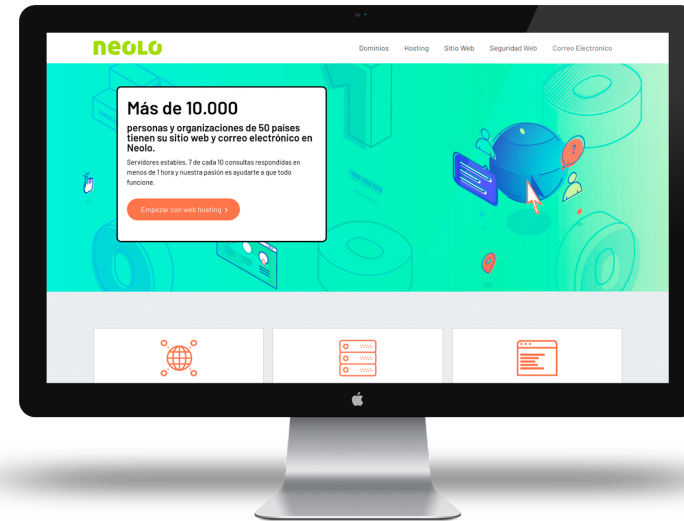 neolo
Dominios Hosting Sitio Web Seguridad Web Correo Electrónico
Más de 10.000
personas y organizaciones de 50 países
tienen su sitio web y correo electrónico en
Neolo.
Servidores estables, 7 de cada 10 consultas respondidas en
menos de 1 hora y nuestra pasión es ayudarte a que todo
funcione.
Empezar con web hosting >
WWW
?